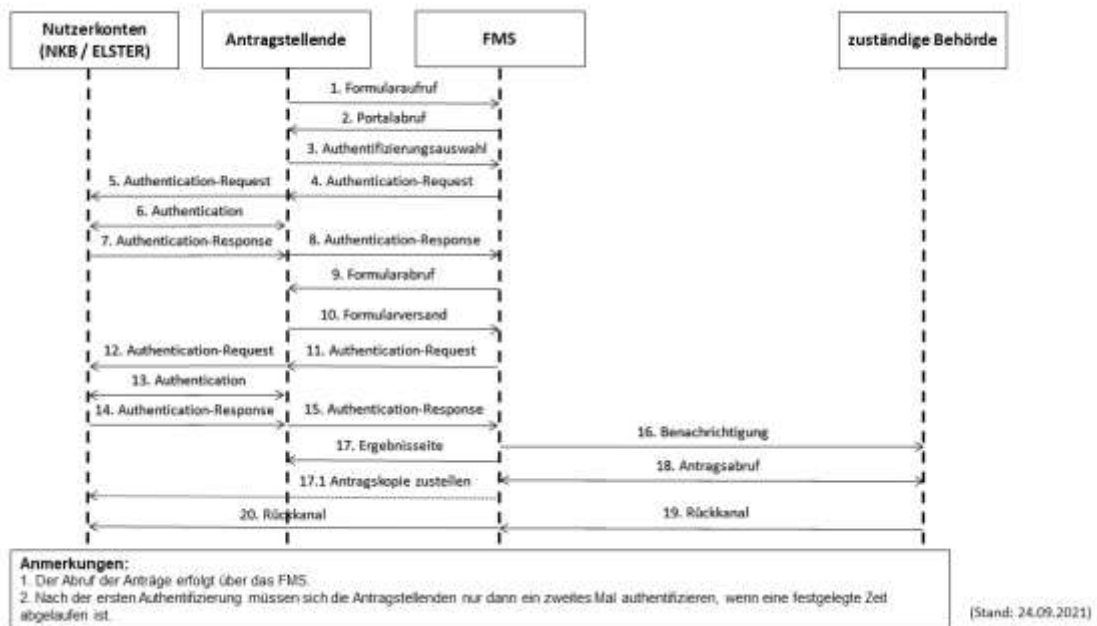 Nutzerkonten
(NKB / ELSTER)
Antragstellende
FMS
zuständige Behörde
1. Formularaufruf
2. Portalabruf
3. Authentifizierungsauswahl
5. Authentication-Request
4. Authentication-Request
6. Authentication
7. Authentication-Response
8. Authentication-Response
9. Formularabruf
10. Formularversand
12. Authentication-Request
11. Authentication-Request
13. Authentication
14. Authentication-Response
15. Authentication-Response
16. Benachrichtigung
17. Ergebnisseite
18. Antragsabruf
17.1 Antragskopie zustellen
20. Rückkanal
19. Rückkanal
Anmerkungen:
1. Der Abruf der Anträge erfolgt über das FMS.
2. Nach der ersten Authentifizierung müssen sich die Antragstellenden nur dann ein zweites Mal authentifizieren, wenn eine festgelegte Zeit
abgelaufen ist.
(Stand: 24.09.2021)